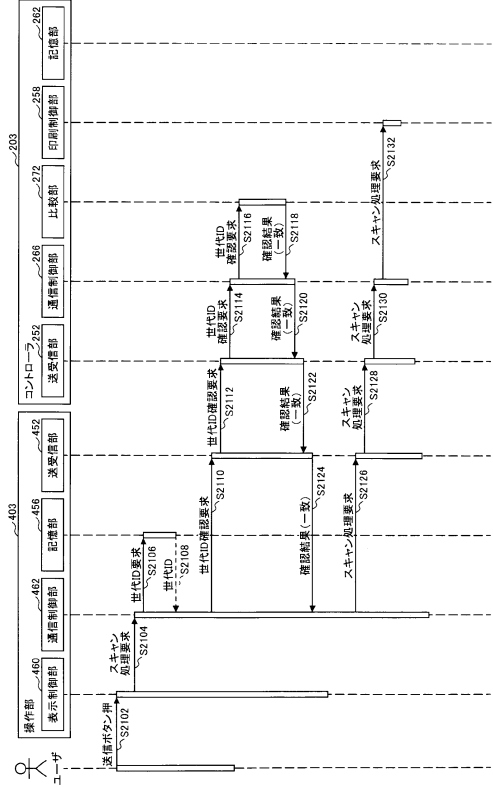 ユーザ
操作部
403
表示制御部
460
通信制御部
462
記憶部
456
送受信部
452
コントローラ
203
送受信部
252
通信制御部
266
比較部
272
印刷制御部
258
記憶部
262
送信ボタン押
S2102
スキャン
処理要求
S2104
世代ID要求
S2106
世代ID
S2108
世代ID確認要求
S2110
世代ID確認要求
S2112
世代ID
確認要求
S2114
世代ID
確認要求
S2116
確認結果
(一致)
S2118
確認結果
(一致)
S2120
確認結果
(一致)
S2122
確認結果(一致)
S2124
スキャン処理要求
S2126
スキャン
処理要求
S2128
スキャン
処理要求
S2130
スキャン処理要求
S2132